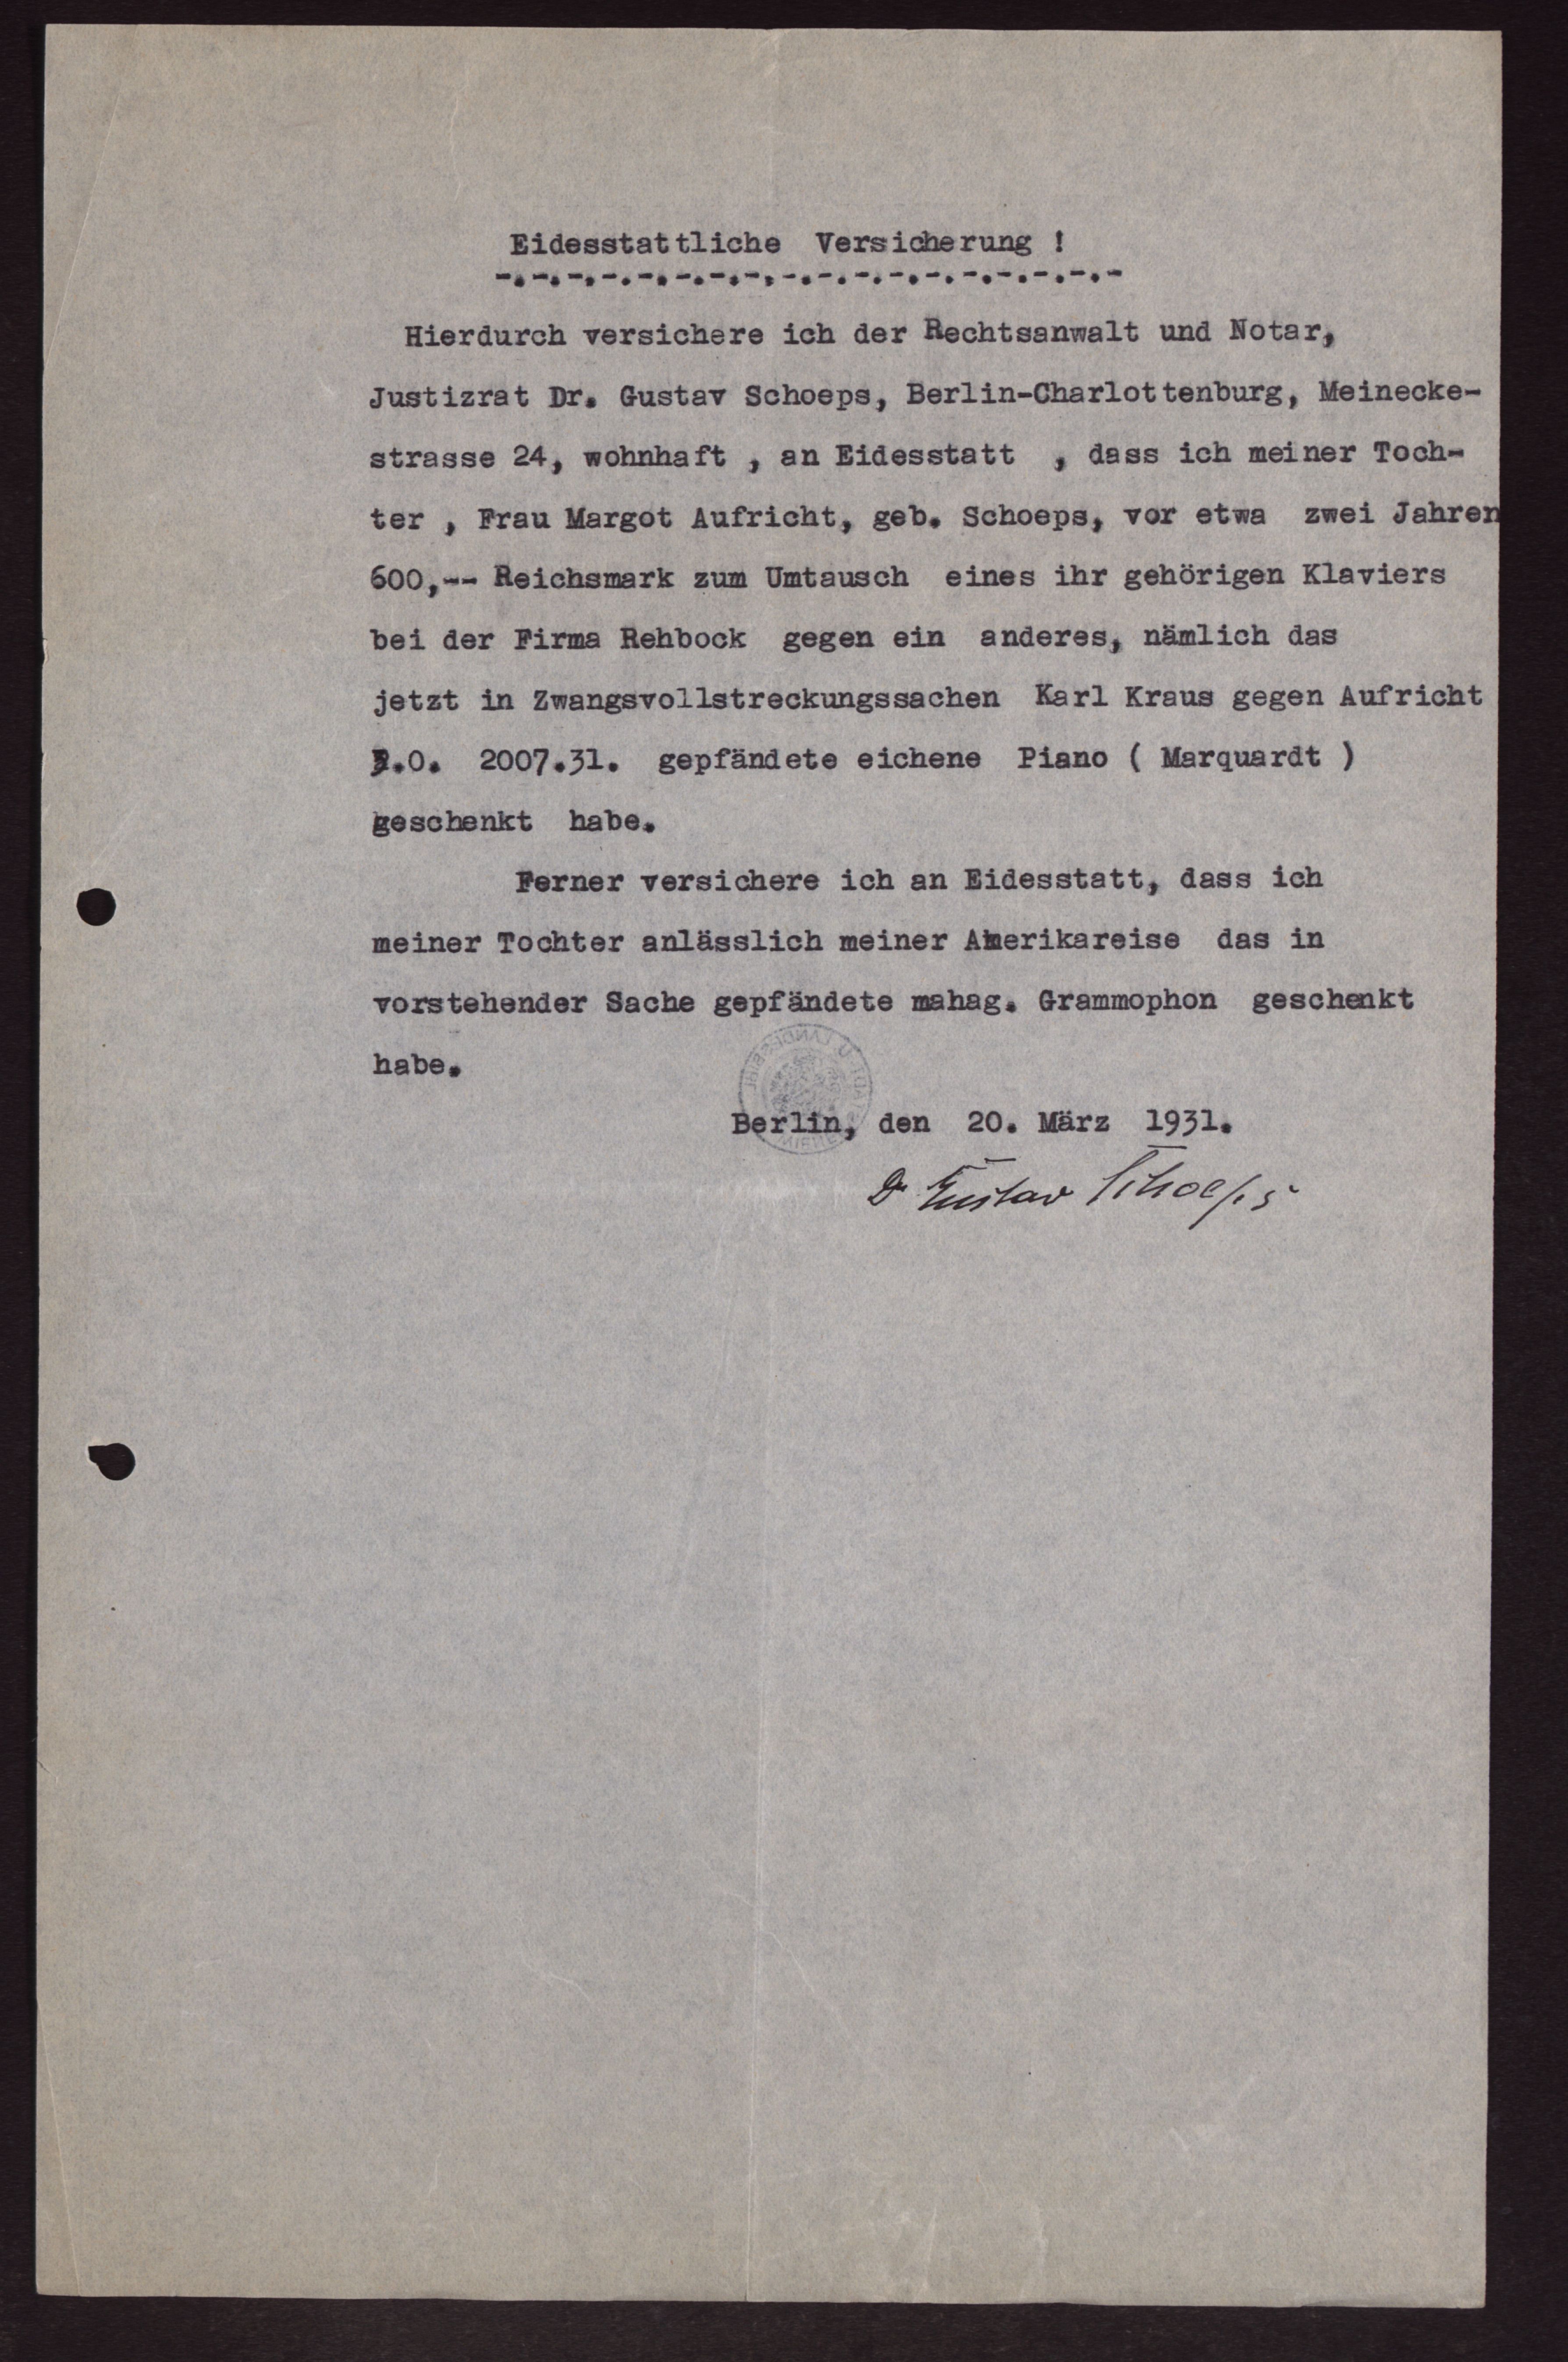 Eidesstattliche Versicherung !
-.-.-.-.-.-.-.-.-.-.-.-.-.-.-.-.-.-
Hierdurch versichere ich der Rechtsanwalt und Notar,
Justizrat Dr. Gustav Schoeps, Berlin-Charlottenburg, Meinecke-
strasse 24, wohnhaft , an Eidesstatt , dass ich meiner Toch-
ter , Frau Margot Aufricht, geb. Schoeps, vor etwa zwei Jahren
600,-- Reichsmark zum Umtausch eines ihr gehörigen Klaviers
bei der Firma Rehbock gegen ein anderes, nämlich das
jetzt in Zwangsvollstreckungssachen Karl Kraus gegen Aufricht
.O. 2007.31. gepfändete eichene Piano ( Marquardt )
geschenkt habe.
Ferner versichere ich an Eidesstatt, dass ich
meiner Tochter anlässlich meiner Amerikareise das in
vorstehender Sache gepfändete mahag. Grammophon geschenkt
habe.
Berlin, den 20. März 1931.
Dr Gustav Schoeps